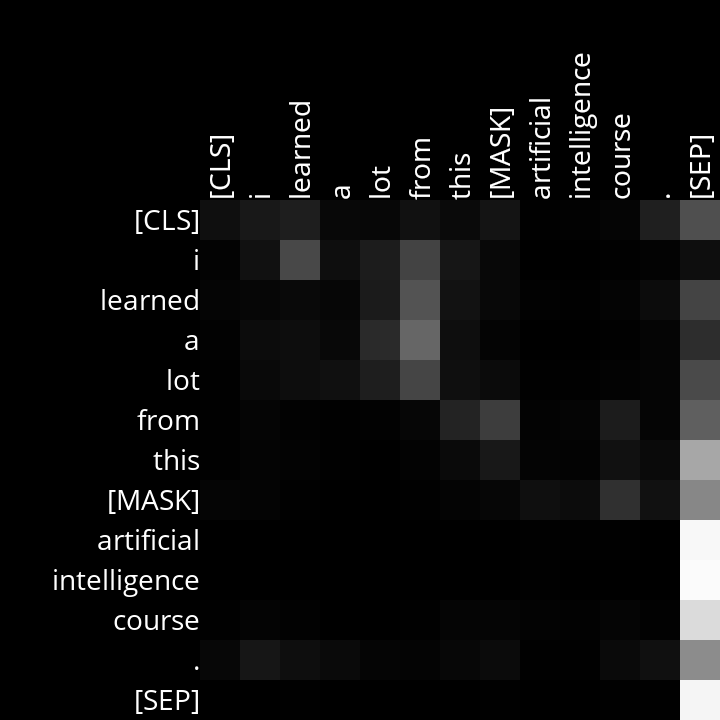 [CLS]
i
learned
a
lot
from
this
[MASK]
artificial
intelligence
course
.
[SEP]
[CLS]
i
learned
a
lot
from
this
[MASK]
artificial
intelligence
course
.
[SEP]